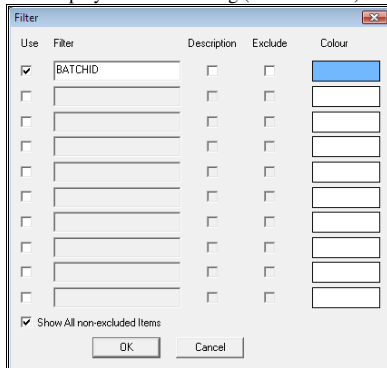 Filter
Use Filter Description Exclude Colour
BATCHID
Show All non-excluded Items
OK Cancel